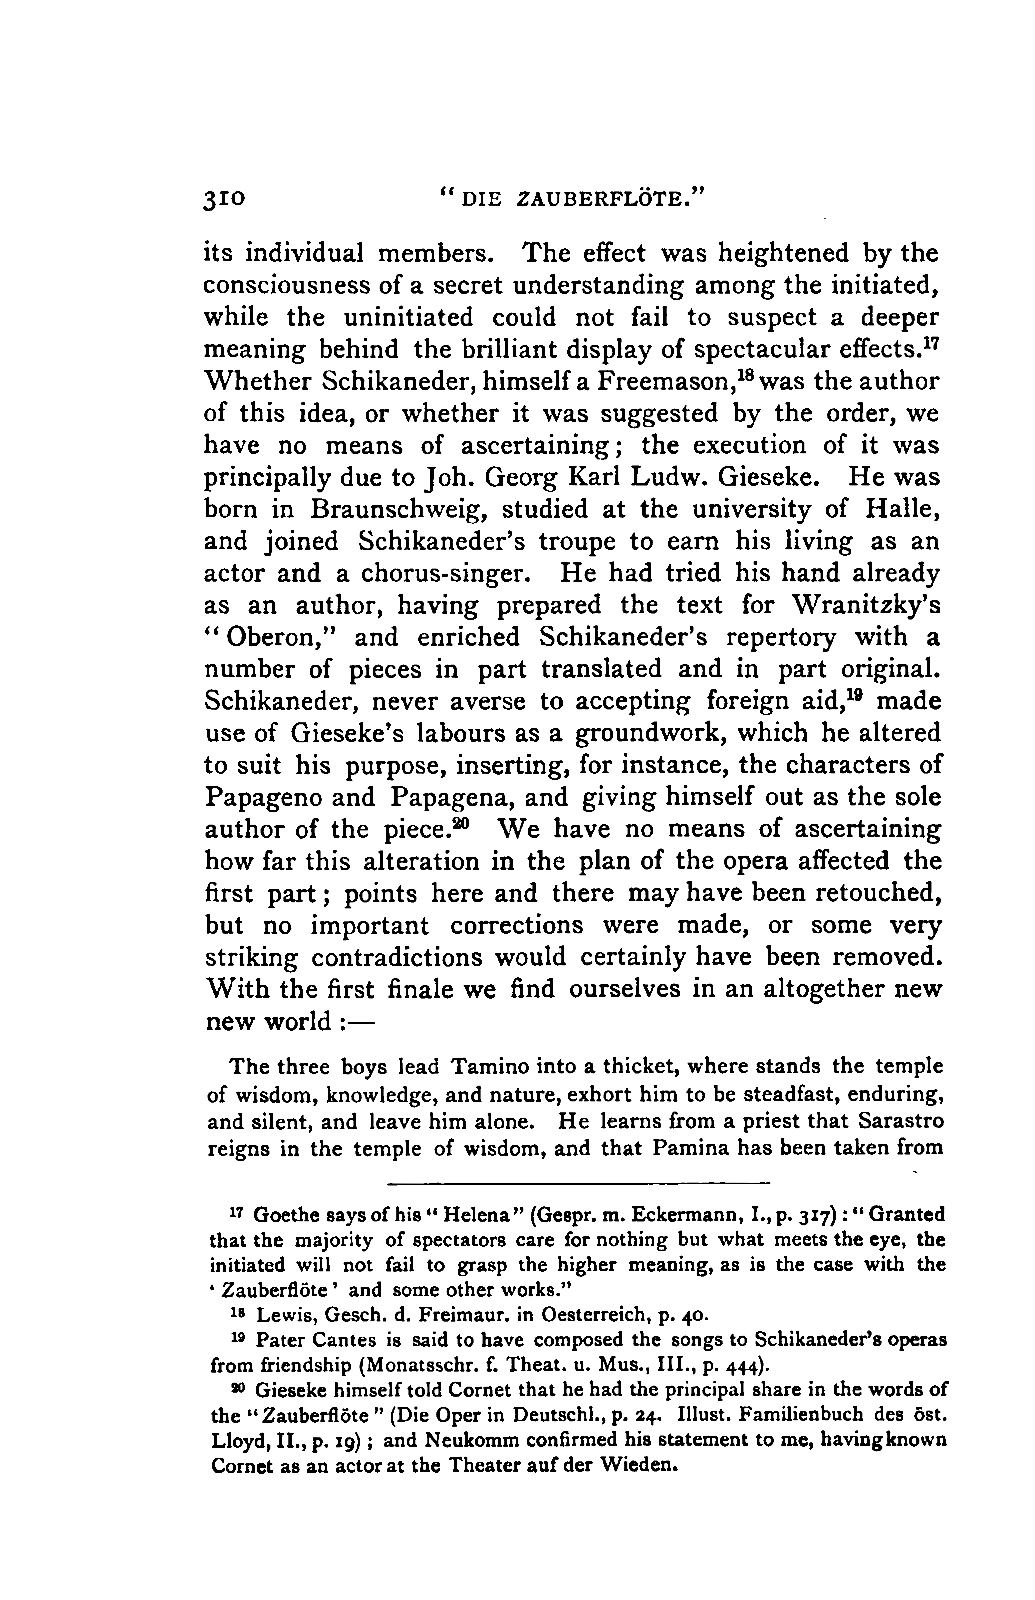 310 “DIE ZAUBERFLÖTE.”
its individual members. The effect was heightened by the
consciousness of a secret understanding among the initiated,
while the uninitiated could not fail to suspect a deeper
meaning behind the brilliant display of spectacular effects.¹⁷
Whether Schikaneder, himself a Freemason,¹⁸ was the author
of this idea, or whether it was suggested by the order, we
have no means of ascertaining; the execution of it was
principally due to Joh. Georg Karl Ludw. Gieseke. He was
born in Braunschweig, studied at the university of Halle,
and joined Schikaneder’s troupe to earn his living as an
actor and a chorus-singer. He had tried his hand already
as an author, having prepared the text for Wranitzky’s
“Oberon,” and enriched Schikaneder’s repertory with a
number of pieces in part translated and in part original.
Schikaneder, never averse to accepting foreign aid,¹⁹ made
use of Gieseke’s labours as a groundwork, which he altered
to suit his purpose, inserting, for instance, the characters of
Papageno and Papagena, and giving himself out as the sole
author of the piece.²⁰ We have no means of ascertaining
how far this alteration in the plan of the opera affected the
first part; points here and there may have been retouched,
but no important corrections were made, or some very
striking contradictions would certainly have been removed.
With the first finale we find ourselves in an altogether new
new world :—
The three boys lead Tamino into a thicket, where stands the temple
of wisdom, knowledge, and nature, exhort him to be steadfast, enduring,
and silent, and leave him alone. He learns from a priest that Sarastro
reigns in the temple of wisdom, and that Pamina has been taken from
¹⁷ Goethe says of his “Helena” (Gespr. m. Eckermann, I., p. 317): “Granted
that the majority of spectators care for nothing but what meets the eye, the
initiated will not fail to grasp the higher meaning, as is the case with the
‘Zauberflöte’ and some other works.”
¹⁸ Lewis, Gesch. d. Freimaur. in Oesterreich, p. 40.
¹⁹ Pater Cantes is said to have composed the songs to Schikaneder’s operas
from friendship (Monatsschr. f. Theat. u. Mus., III., p. 444).
²⁰ Gieseke himself told Cornet that he had the principal share in the words of
the “Zauberflöte” (Die Oper in Deutschl., p. 24. Illust. Familienbuch des öst.
Lloyd, II., p. 19); and Neukomm confirmed his statement to me, having known
Cornet as an actor at the Theater auf der Wieden.